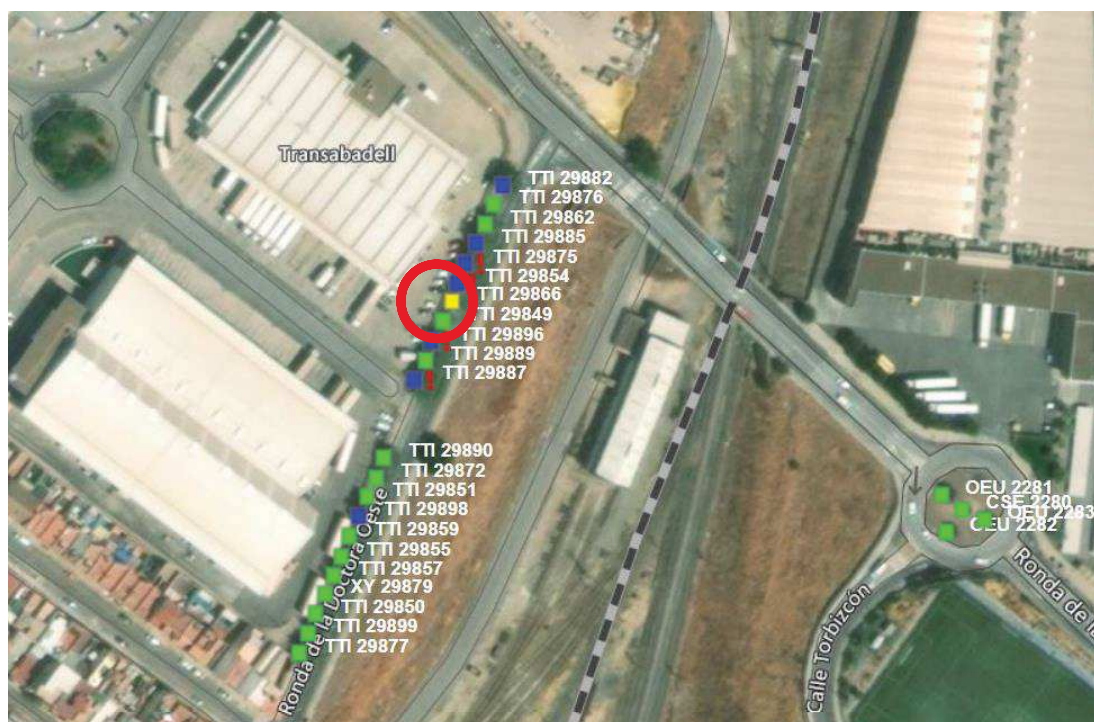 Transabadell
TTI 29882
TTI 29876
TTI 29862
TTI 29885
TTI 29875
TTI 29854
TTI 29866
TTI 29849
TTI 29896
TTI 29889
TTI 29887
TTI 29890
TTI 29872
TTI 29851
TTI 29898
TTI 29859
TTI 29855
TTI 29857
XY 29879
TTI 29850
TTI 29899
TTI 29877
Ronda de la Doctora Oeste
OEU 2281
CSE 2280
OEU 2283
OEU 2282
Ronda de la
Calle Torbizcón